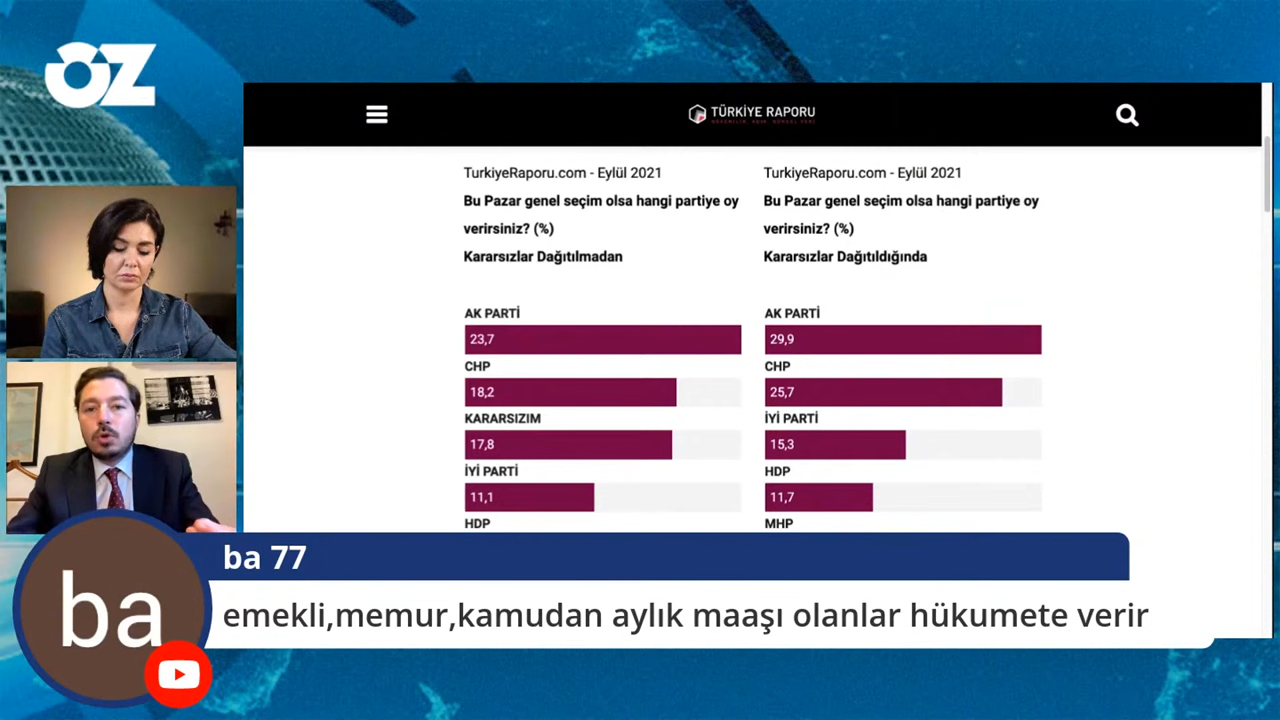 ÖZ
TÜRKİYE RAPORU
TurkiyeRaporu.com - Eylül 2021
Bu Pazar genel seçim olsa hangi partiye oy
verirsiniz? (%)
Kararsızlar Dağıtılmadan
AK PARTİ
23,7
CHP
18,2
KARARSIZIM
17,8
İYİ PARTİ
11,1
HDP
TurkiyeRaporu.com - Eylül 2021
Bu Pazar genel seçim olsa hangi partiye oy
verirsiniz? (%)
Kararsızlar Dağıtıldığında
AK PARTİ
29,9
CHP
25,7
İYİ PARTİ
15,3
HDP
11,7
MHP
ba
ba 77
emekli,memur,kamudan aylık maaşı olanlar hükumete verir